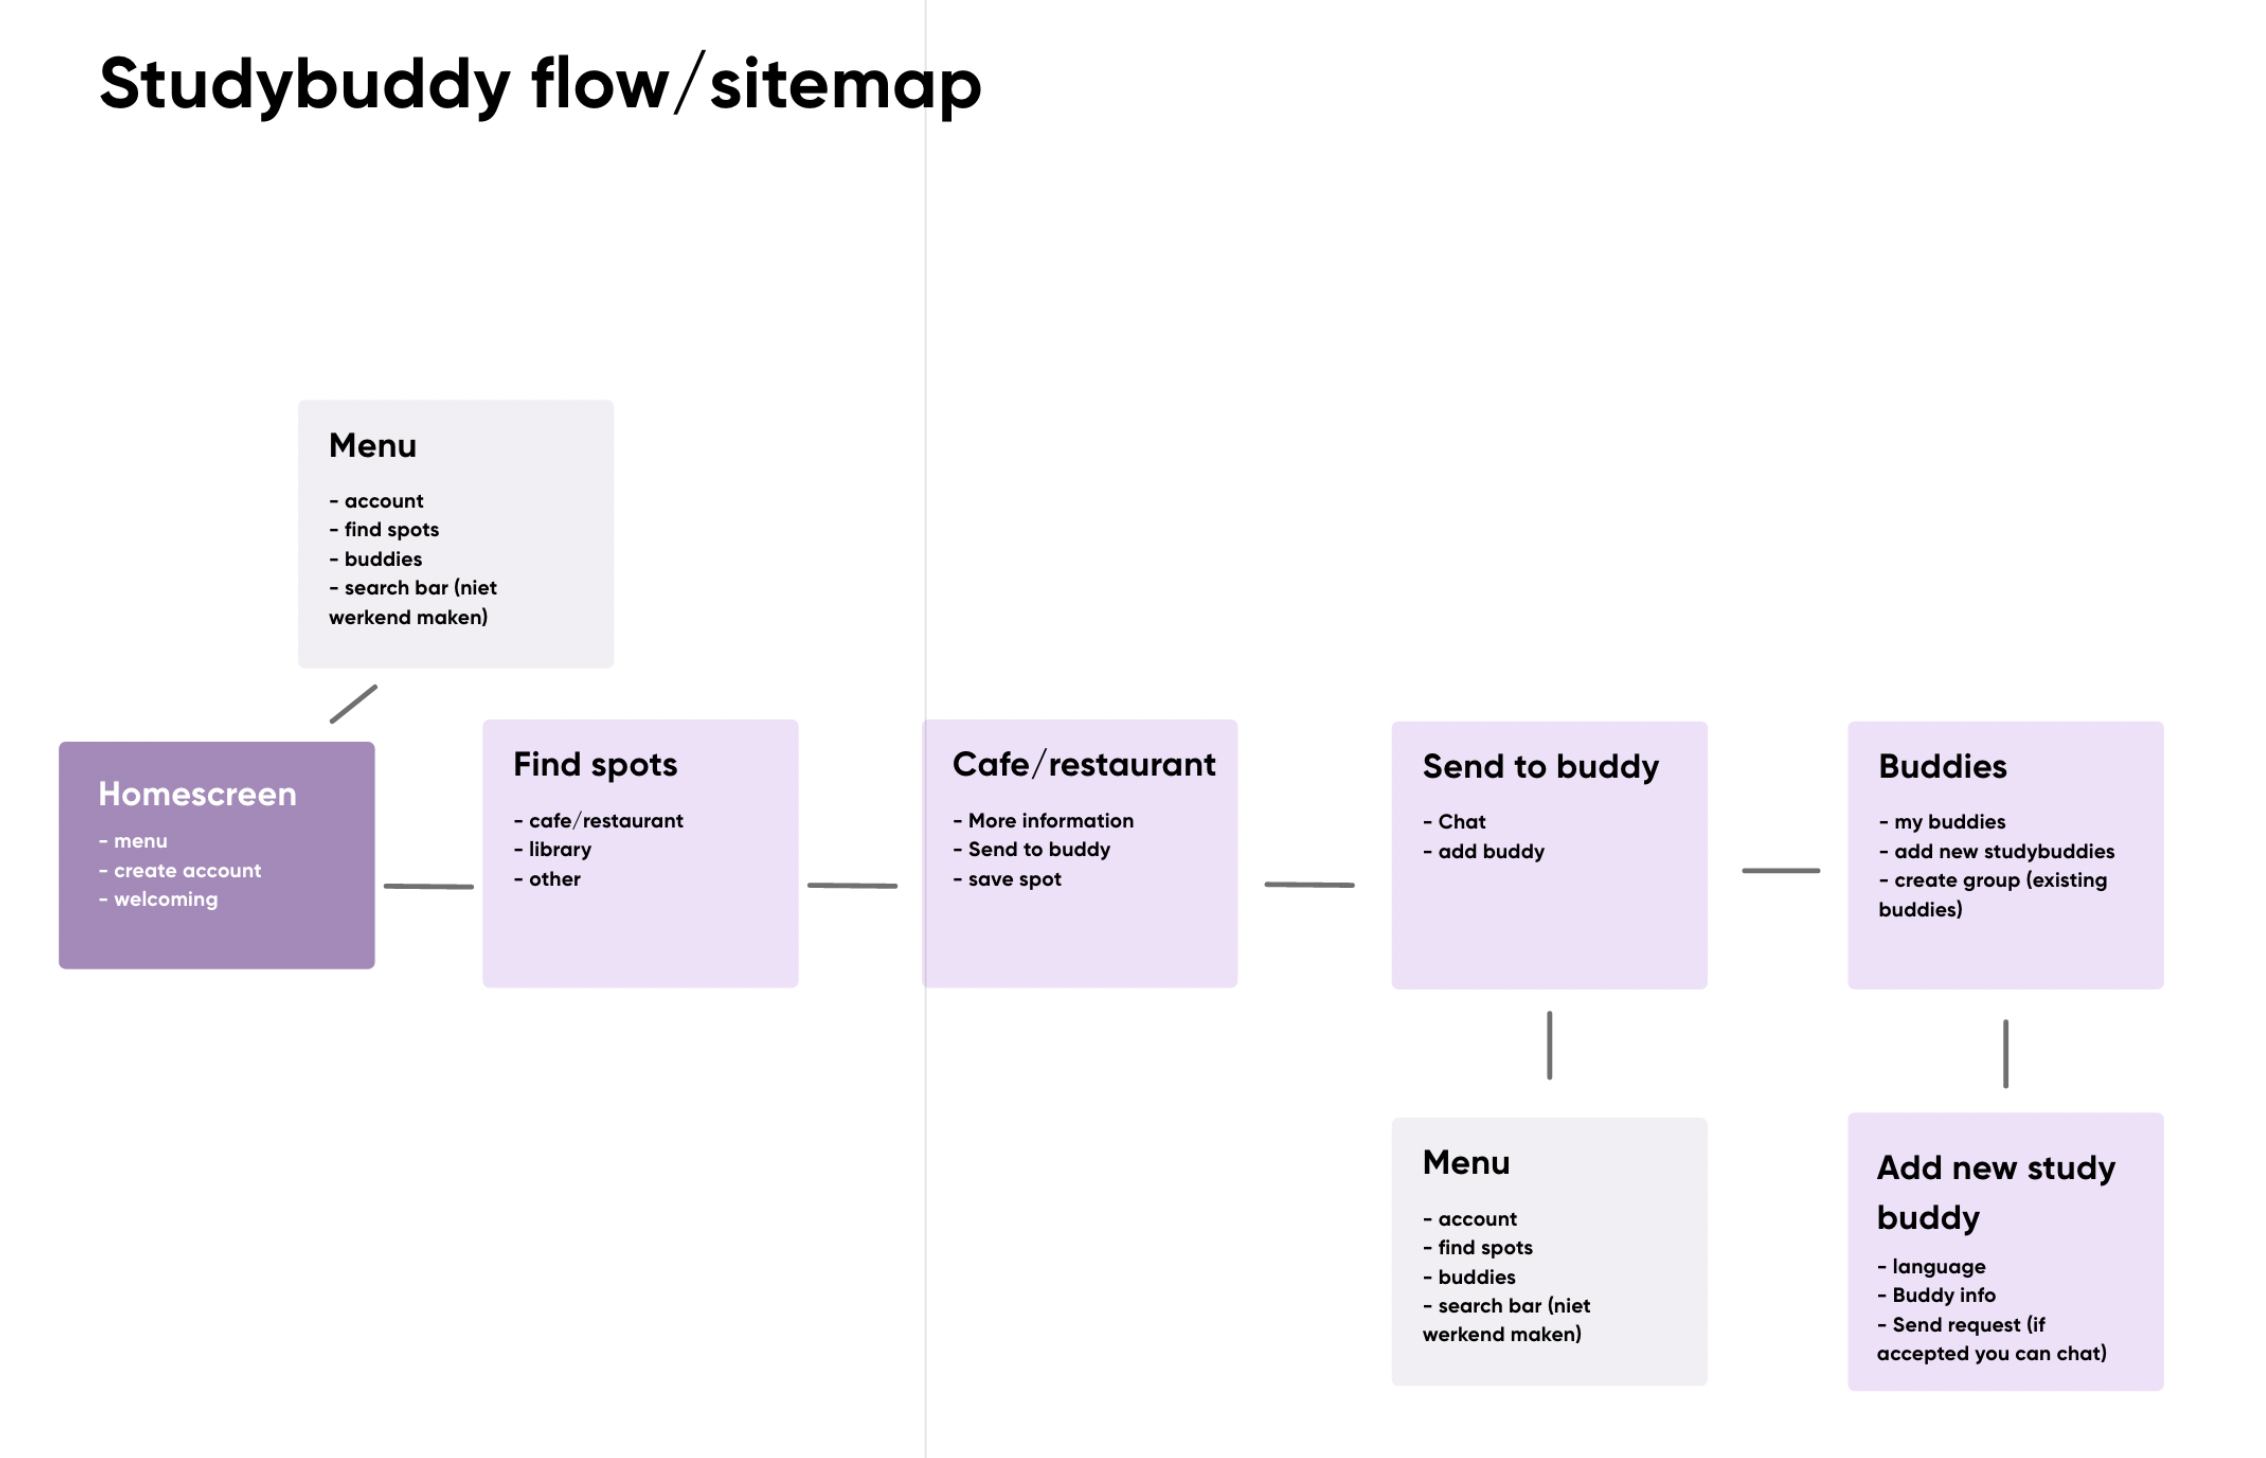 Studybuddy flow/sitemap
Menu
- account
- find spots
- buddies
- search bar (niet
werkend maken)
Homescreen
- menu
- create account
- welcoming
Find spots
- cafe/restaurant
- library
- other
Cafe/restaurant
- More information
- Send to buddy
- save spot
Send to buddy
- Chat
- add buddy
Buddies
- my buddies
- add new studybuddies
- create group (existing
buddies)
Menu
- account
- find spots
- buddies
- search bar (niet
werkend maken)
Add new study
buddy
- language
- Buddy info
- Send request (if
accepted you can chat)